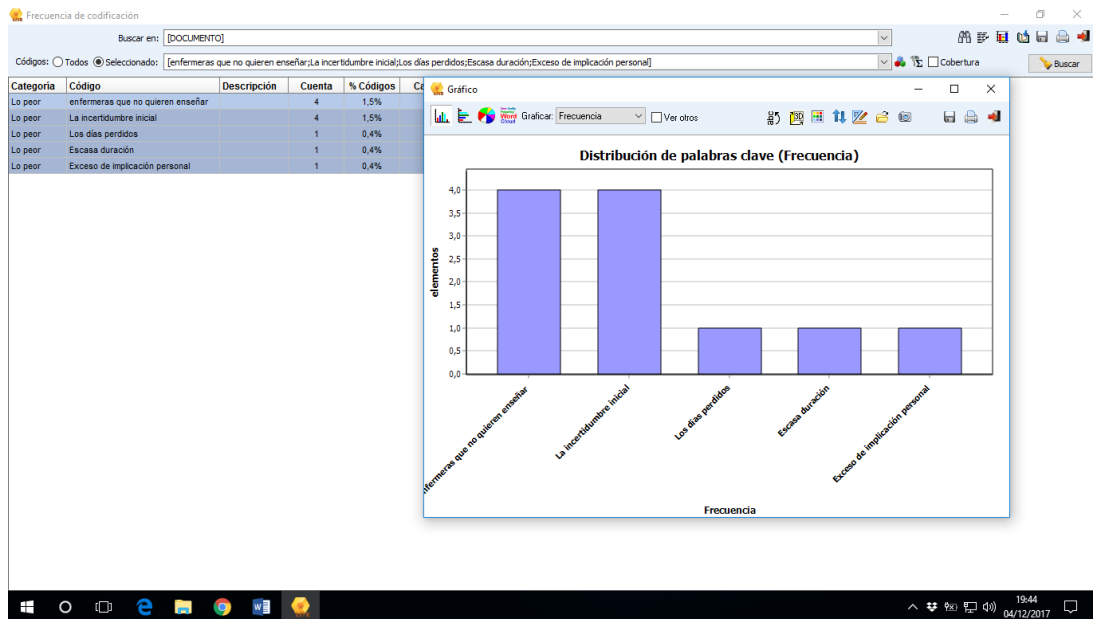 Frecuencia de codificación
Buscar en: [DOCUMENTO]
Códigos: Todos Seleccionado: [enfermeras que no quieren enseñar;La incertidumbre inicial;Los días perdidos;Escasa duración;Exceso de implicación personal] Cobertura Buscar
Categoría Código Descripción Cuenta % Códigos Ca
Lo peor enfermeras que no quieren enseñar 4 1,5%
Lo peor La incertidumbre inicial 4 1,5%
Lo peor Los días perdidos 1 0,4%
Lo peor Escasa duración 1 0,4%
Lo peor Exceso de implicación personal 1 0,4%
Gráfico
Word Cloud Graficar: Frecuencia Ver otros 3D
Distribución de palabras clave (Frecuencia)
elementos
4,0
3,5
3,0
2,5
2,0
1,5
1,0
0,5
0,0
nfermeras que no quieren enseñar
La incertidumbre inicial
Los días perdidos
Escasa duración
Exceso de implicación personal
Frecuencia
19:44
04/12/2017